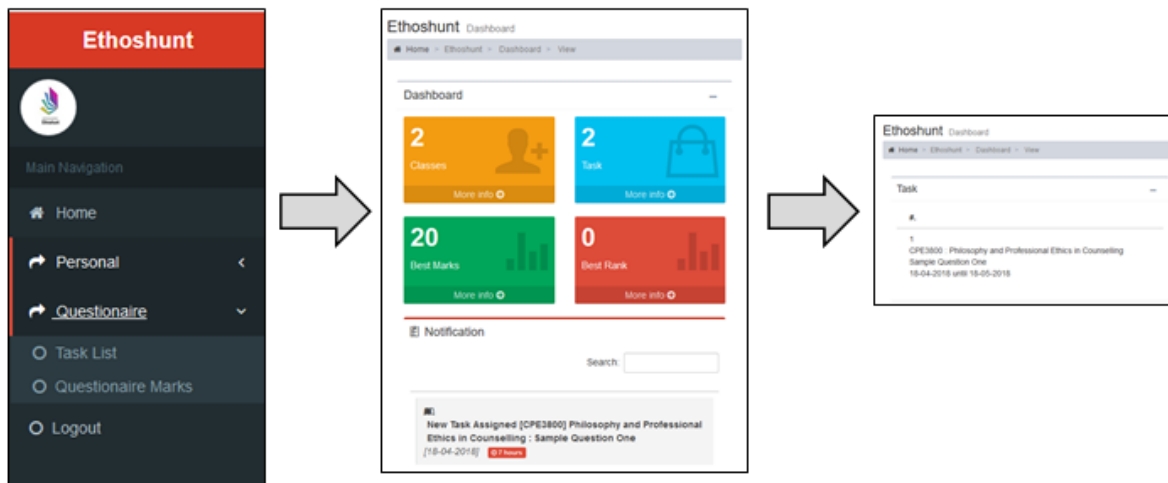 Ethoshunt
Main Navigation
Home
Personal
Questionaire
Task List
Questionaire Marks
Logout
Ethoshunt Dashboard
Home > Ethoshunt > Dashboard > View
Dashboard
2
Classes
More info
2
Task
More info
20
Best Marks
More info
0
Best Rank
More info
Notification
Search:
New Task Assigned [CPE3800] Philosophy and Professional
Ethics in Counselling : Sample Question One
[18-04-2018] 7 hours
Ethoshunt Dashboard
Home > Ethoshunt > Dashboard > View
Task
#.
1
CPE3800 : Philosophy and Professional Ethics in Counselling
Sample Question One
18-04-2018 until 18-05-2018